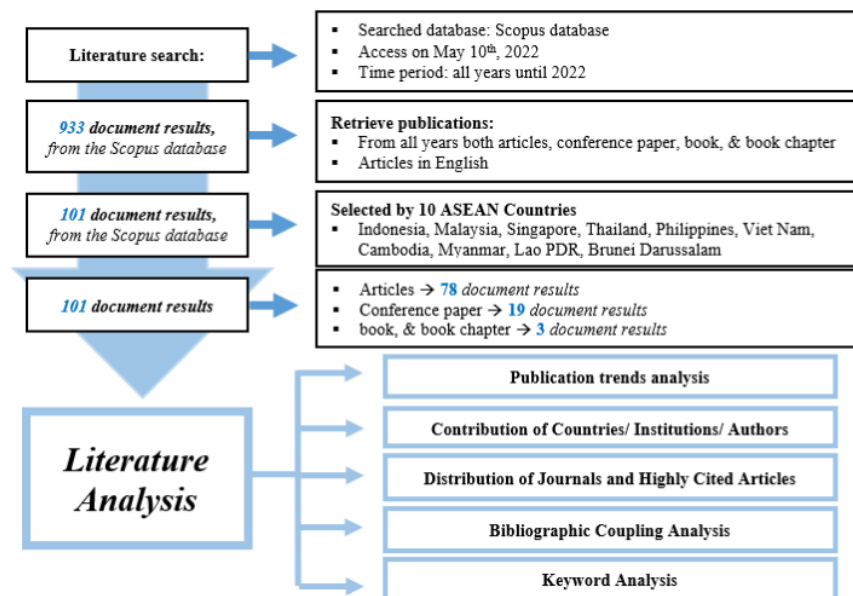 Literature search:
▪ Searched database: Scopus database
▪ Access on May 10th, 2022
▪ Time period: all years until 2022
933 document results,
from the Scopus database
Retrieve publications:
▪ From all years both articles, conference paper, book, & book chapter
▪ Articles in English
101 document results,
from the Scopus database
Selected by 10 ASEAN Countries
▪ Indonesia, Malaysia, Singapore, Thailand, Philippines, Viet Nam,
Cambodia, Myanmar, Lao PDR, Brunei Darussalam
101 document results
▪ Articles → 78 document results
▪ Conference paper → 19 document results
▪ book, & book chapter → 3 document results
Literature
Analysis
Publication trends analysis
Contribution of Countries/ Institutions/ Authors
Distribution of Journals and Highly Cited Articles
Bibliographic Coupling Analysis
Keyword Analysis